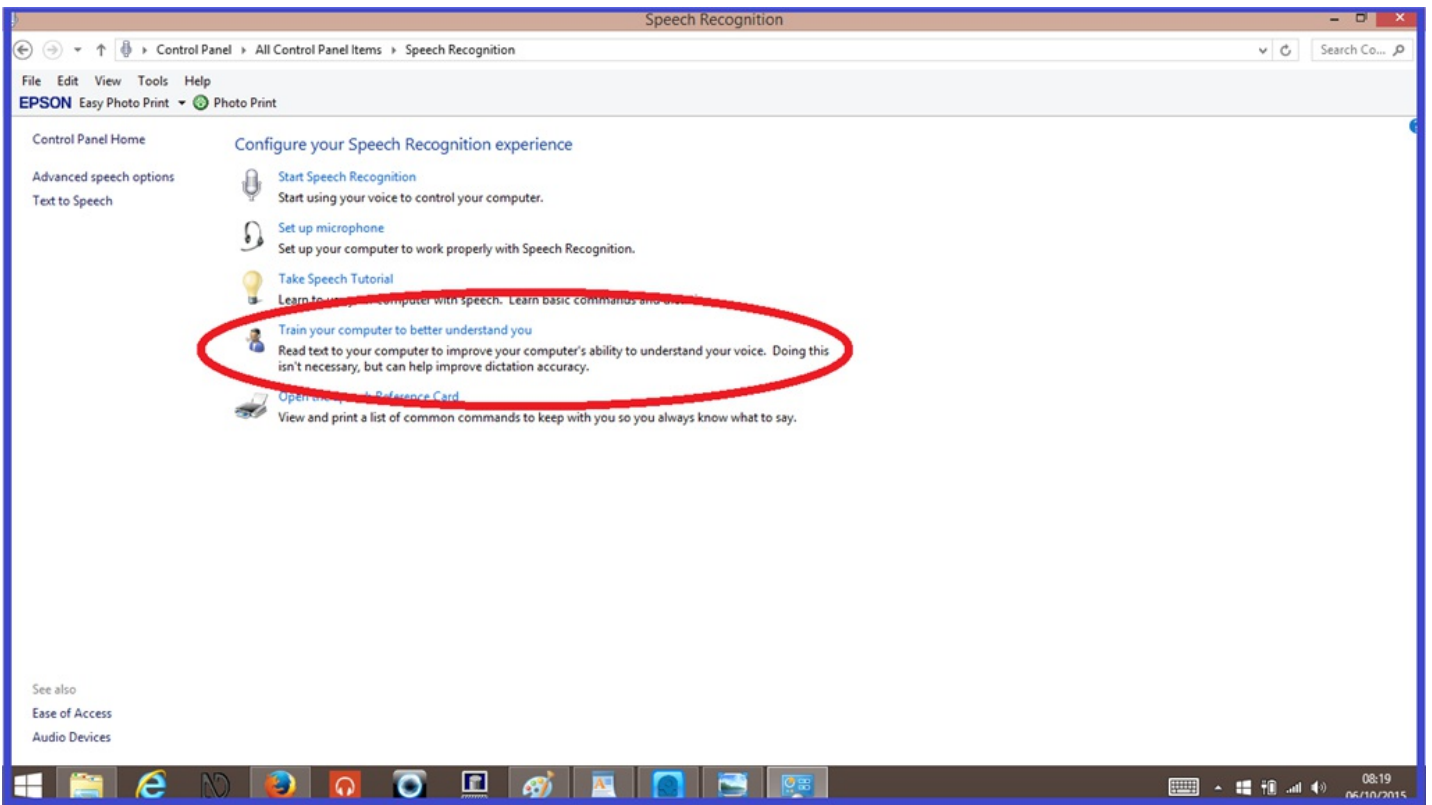 Speech Recognition
Control Panel All Control Panel Items Speech Recognition Search Co...
File Edit View Tools Help
EPSON Easy Photo Print Photo Print
Control Panel Home
Advanced speech options
Text to Speech
Configure your Speech Recognition experience
Start Speech Recognition
Start using your voice to control your computer.
Set up microphone
Set up your computer to work properly with Speech Recognition.
Take Speech Tutorial
Learn to computer with speech. Learn basic commands and
Train your computer to better understand you
Read text to your computer to improve your computer's ability to understand your voice. Doing this
isn't necessary, but can help improve dictation accuracy.
Open the Reference Card
View and print a list of common commands to keep with you so you always know what to say.
See also
Ease of Access
Audio Devices
08:19
06/10/2015